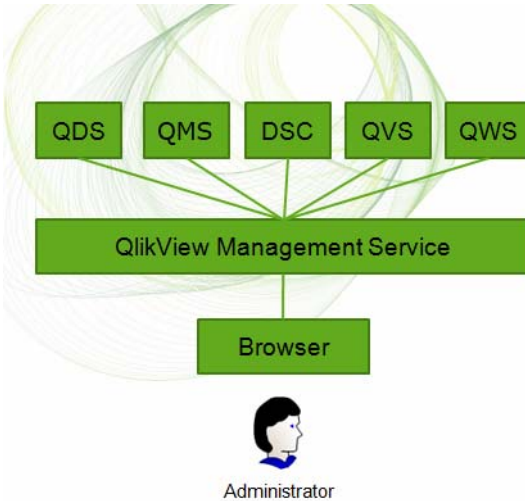 QDS QMS DSC QVS QWS
QlikView Management Service
Browser
Administrator